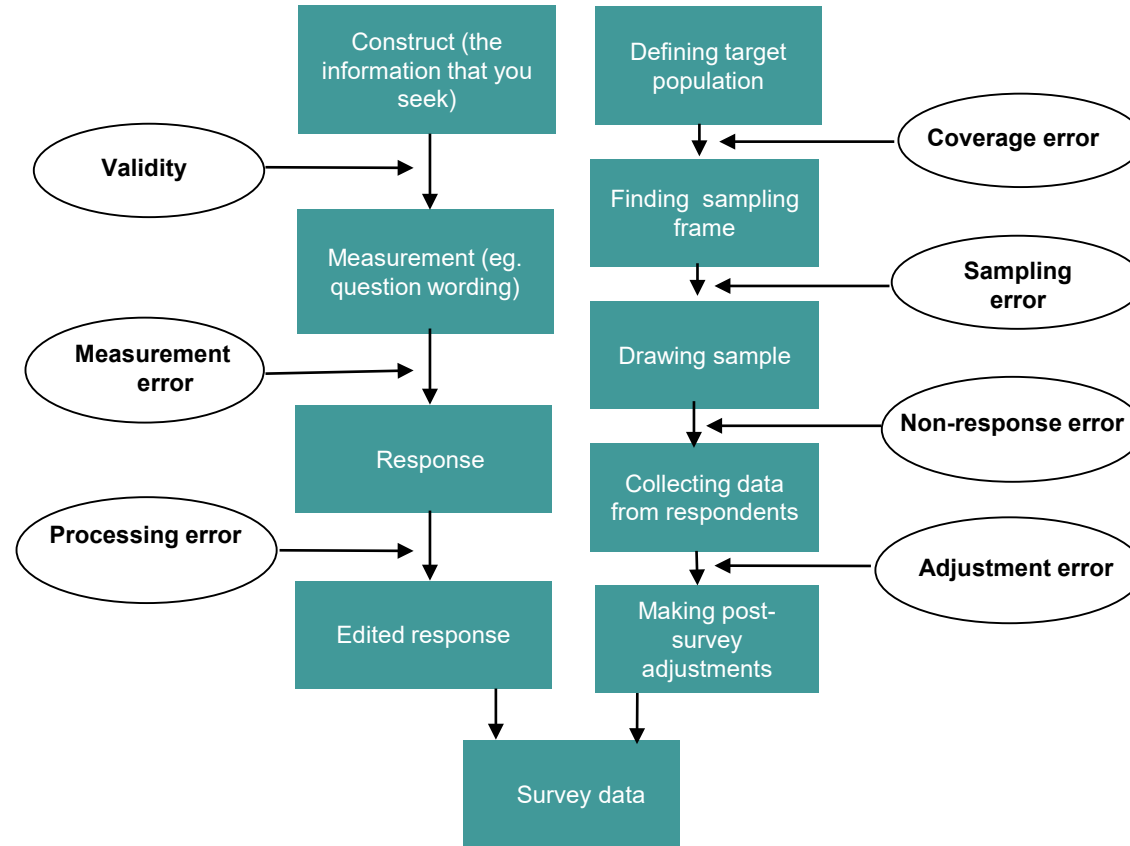 Construct (the
information that you
seek)
Validity
Measurement (eg.
question wording)
Measurement
error
Response
Processing error
Edited response
Defining target
population
Coverage error
Finding sampling
frame
Sampling
error
Drawing sample
Non-response error
Collecting data
from respondents
Adjustment error
Making post-
survey
adjustments
Survey data